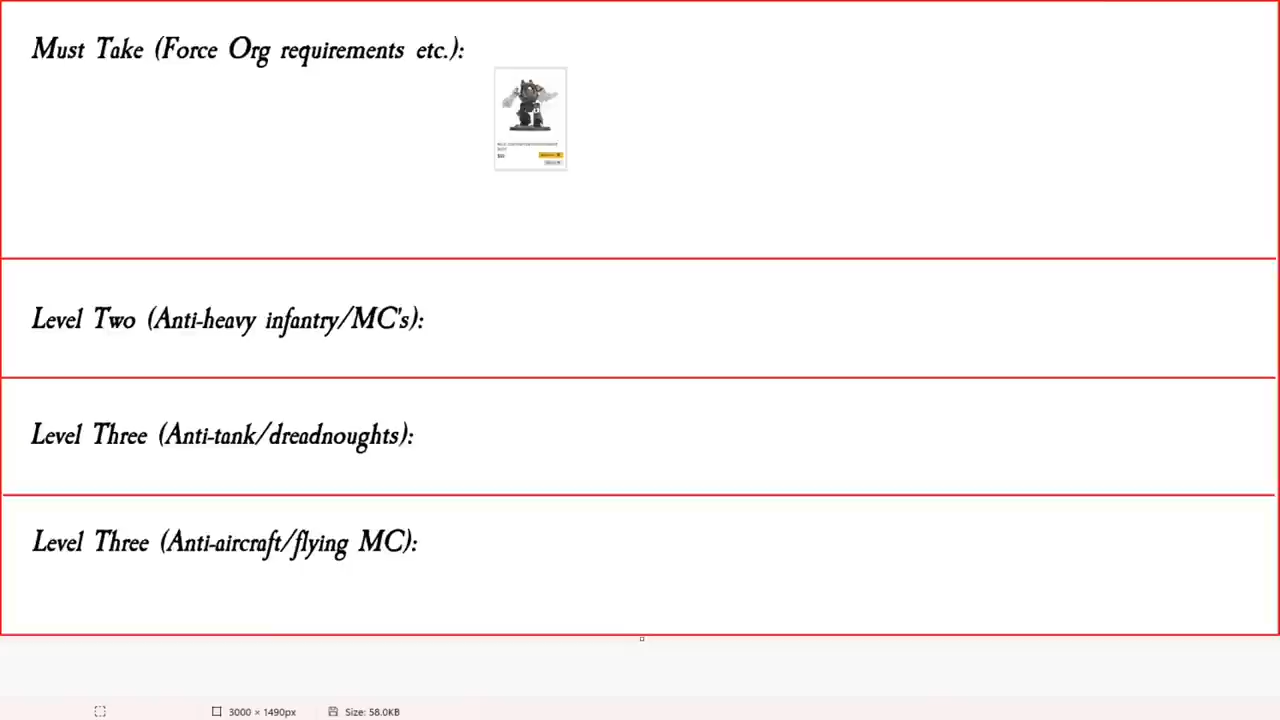 Must Take (Force Org requirements etc.):
Level Two (Anti-heavy infantry/MC's):
Level Three (Anti-tank/dreadnoughts):
Level Three (Anti-aircraft/flying MC):
3000 × 1490px
Size: 58.0KB